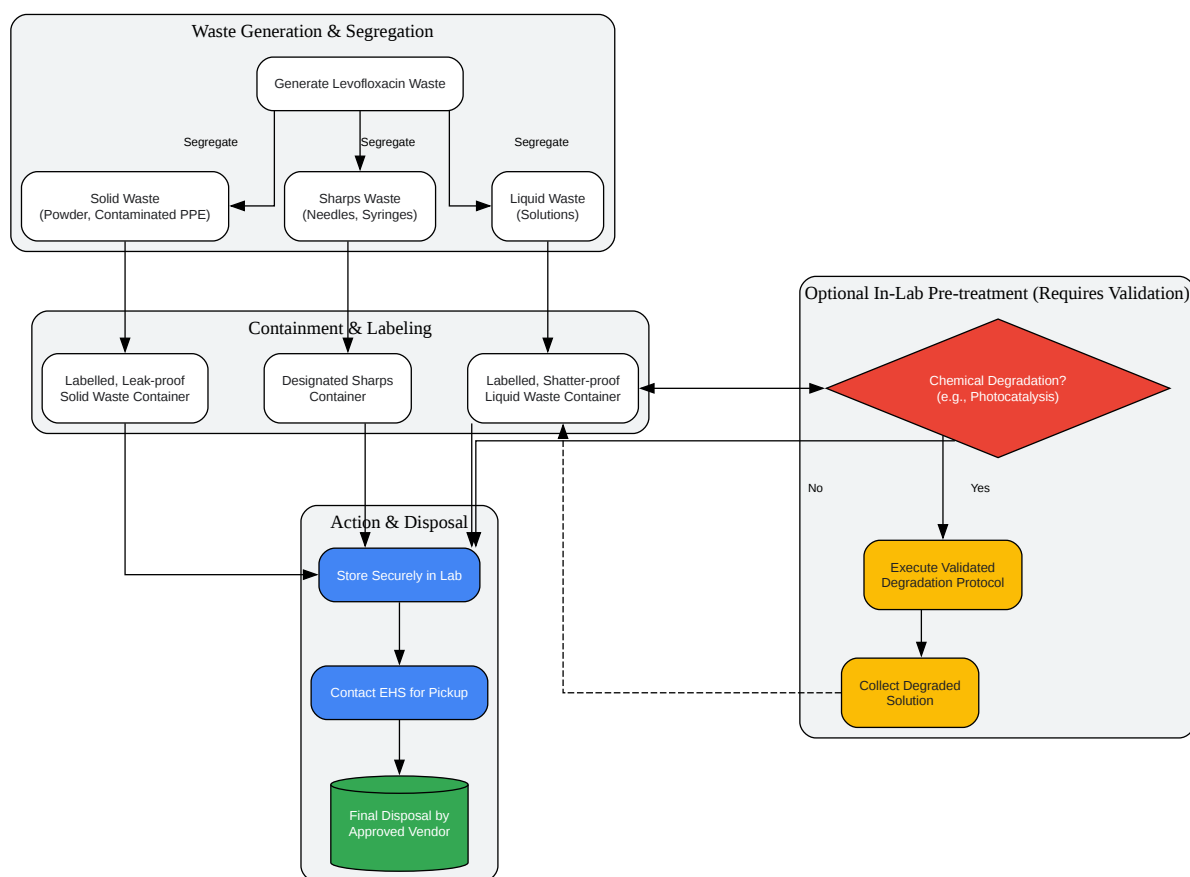 Waste Generation & Segregation
Generate Levofloxacin Waste
Segregate
Segregate
Segregate
Solid Waste
(Powder, Contaminated PPE)
Sharps Waste
(Needles, Syringes)
Liquid Waste
(Solutions)
Containment & Labeling
Labelled, Leak-proof
Solid Waste Container
Designated Sharps
Container
Labelled, Shatter-proof
Liquid Waste Container
Optional In-Lab Pre-treatment (Requires Validation)
Chemical Degradation?
(e.g., Photocatalysis)
No
Yes
Execute Validated
Degradation Protocol
Collect Degraded
Solution
Action & Disposal
Store Securely in Lab
Contact EHS for Pickup
Final Disposal by
Approved Vendor